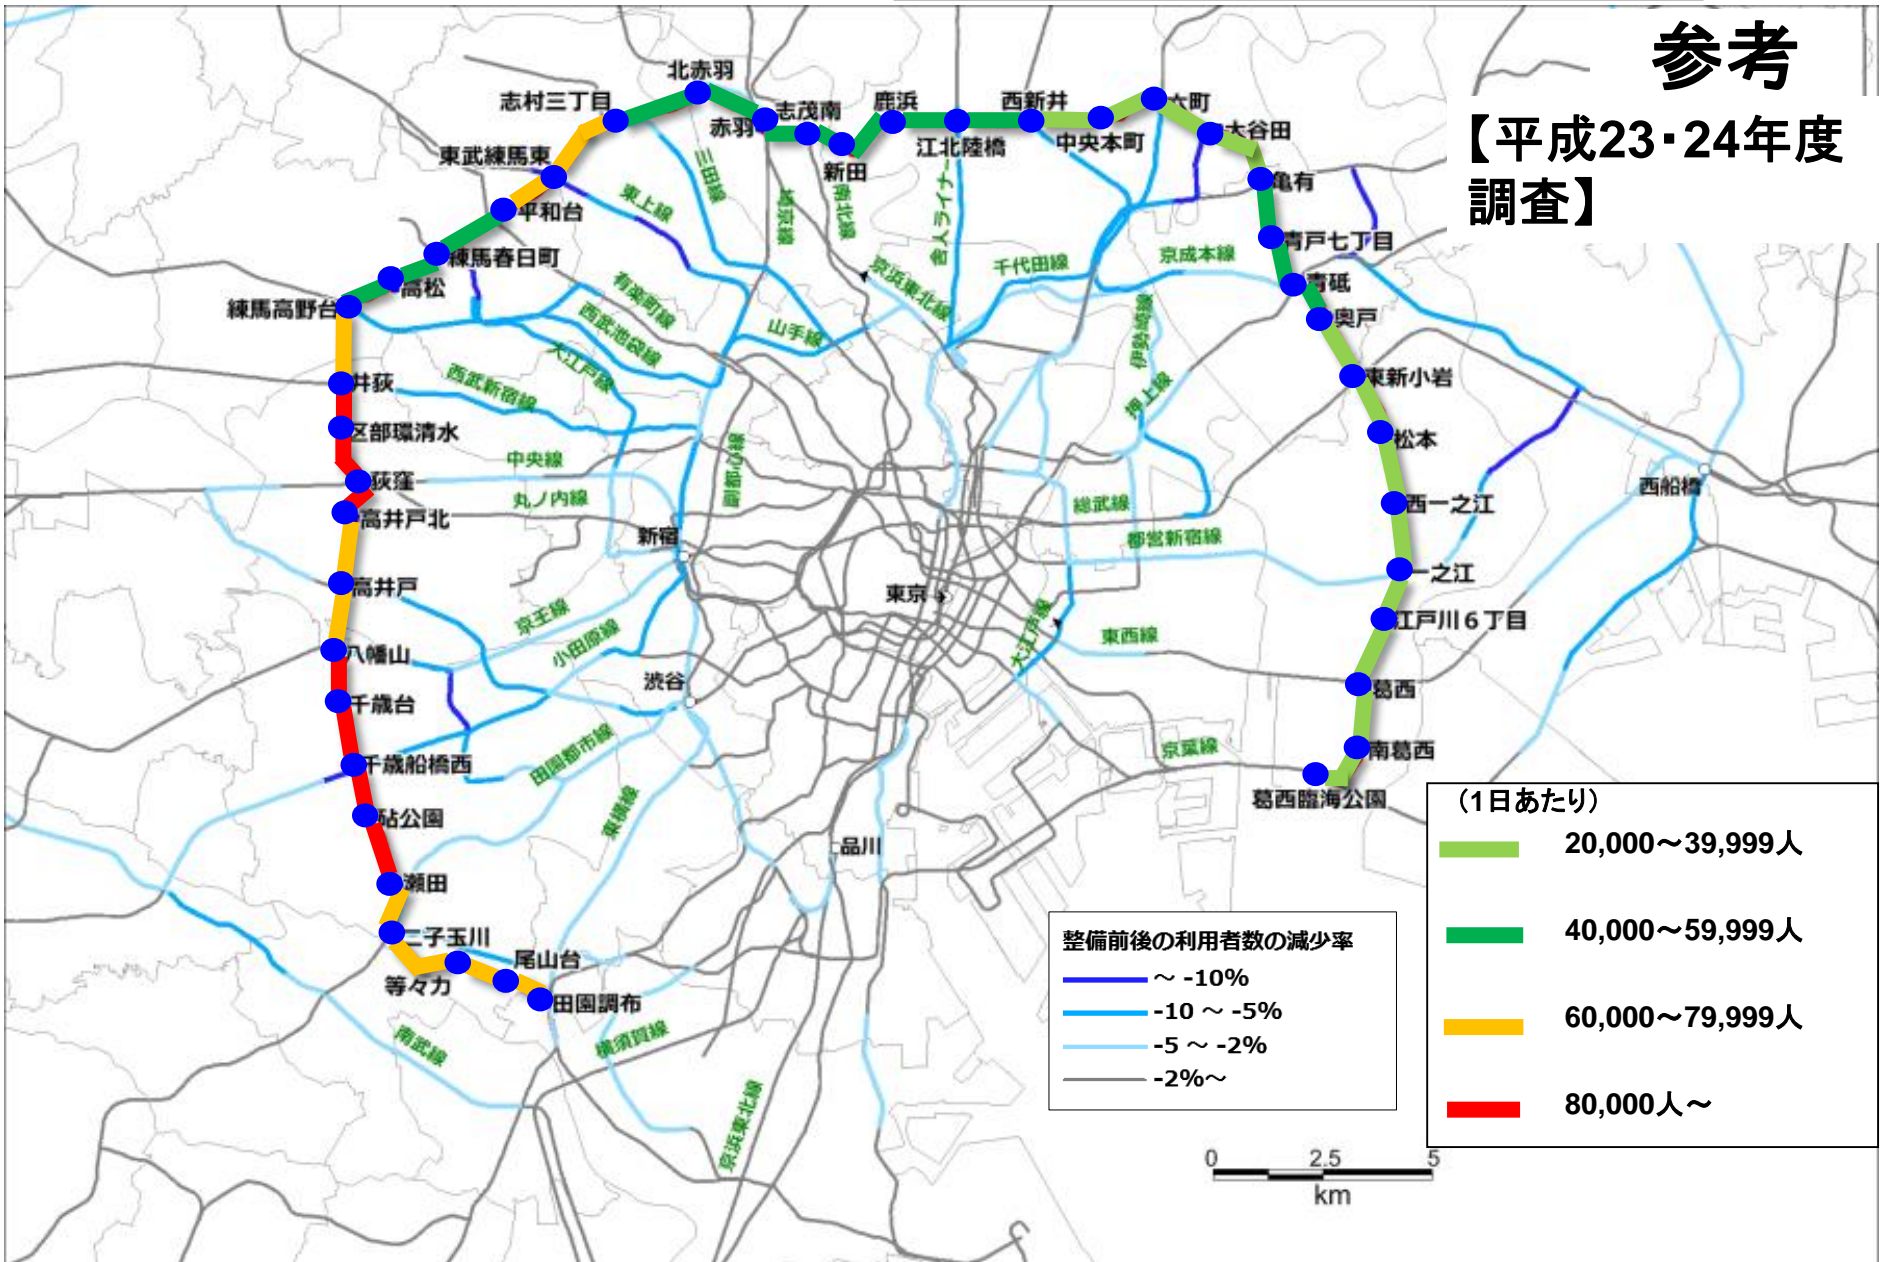 参考
【平成23・24年度
調査】
北赤羽
志村三丁目
赤羽
志茂南
鹿浜
西新井
六町
新田
江北陸橋
中央本町
大谷田
東武練馬東
亀有
平和台
練馬春日町
高松
練馬高野台
青戸七丁目
青砥
奥戸
井荻
東新小岩
区部環清水
松本
荻窪
高井戸北
西一之江
西船橋
高井戸
一之江
江戸川6丁目
八幡山
千歳台
葛西
千歳船橋西
南葛西
砧公園
葛西臨海公園
瀬田
二子玉川
等々力
尾山台
田園調布
新宿
渋谷
東京
品川
三田線
東上線
埼京線
南北線
舎人ライナー
京浜東北線
千代田線
京成本線
伊勢崎線
押上線
有楽町線
西武池袋線
山手線
大江戸線
西武新宿線
中央線
丸ノ内線
副都心線
総武線
都営新宿線
京王線
小田原線
大江戸線
東西線
田園都市線
京葉線
東横線
南武線
横須賀線
京浜東北線
(1日あたり)
20,000〜39,999人
40,000〜59,999人
60,000〜79,999人
80,000人〜
整備前後の利用者数の減少率
〜 -10%
-10 〜 -5%
-5 〜 -2%
-2%〜
0 2.5 5
km